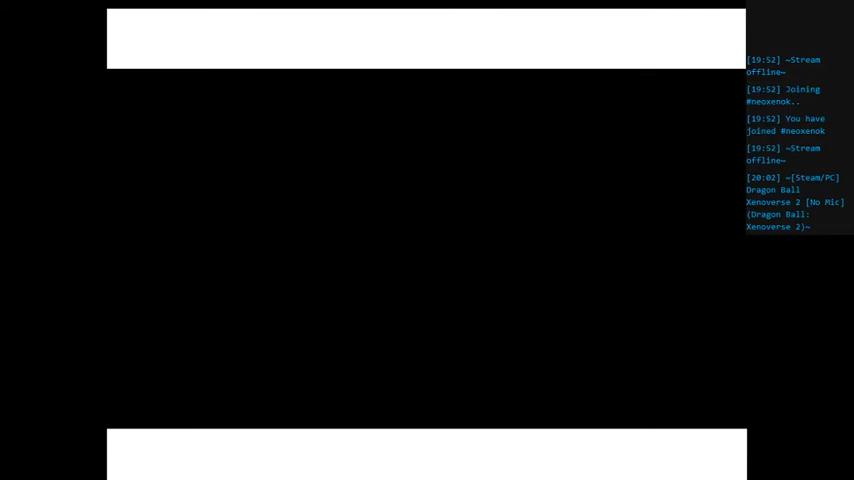 [19:52] ~Stream
offline~
[19:52] Joining
#neoxenok..
[19:52] You have
joined #neoxenok
[19:52] ~Stream
offline~
[20:02] ~[Steam/PC]
Dragon Ball
Xenoverse 2 [No Mic]
(Dragon Ball:
Xenoverse 2)~